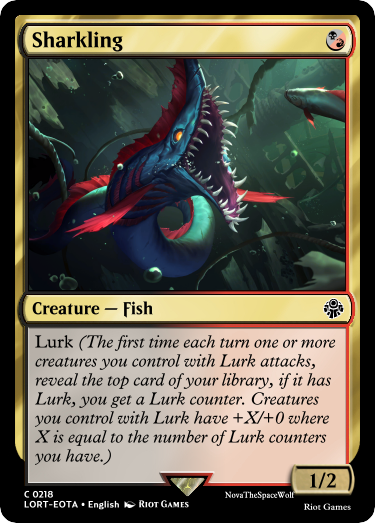 Sharkling
Creature — Fish
Lurk (The first time each turn one or more
creatures you control with Lurk attacks,
reveal the top card of your library, if it has
Lurk, you get a Lurk counter. Creatures
you control with Lurk have +X/+0 where
X is equal to the number of Lurk counters
you have.)
1/2
C 0218
LORT-EOTA • English Riot Games
NovaTheSpaceWolf
Riot Games